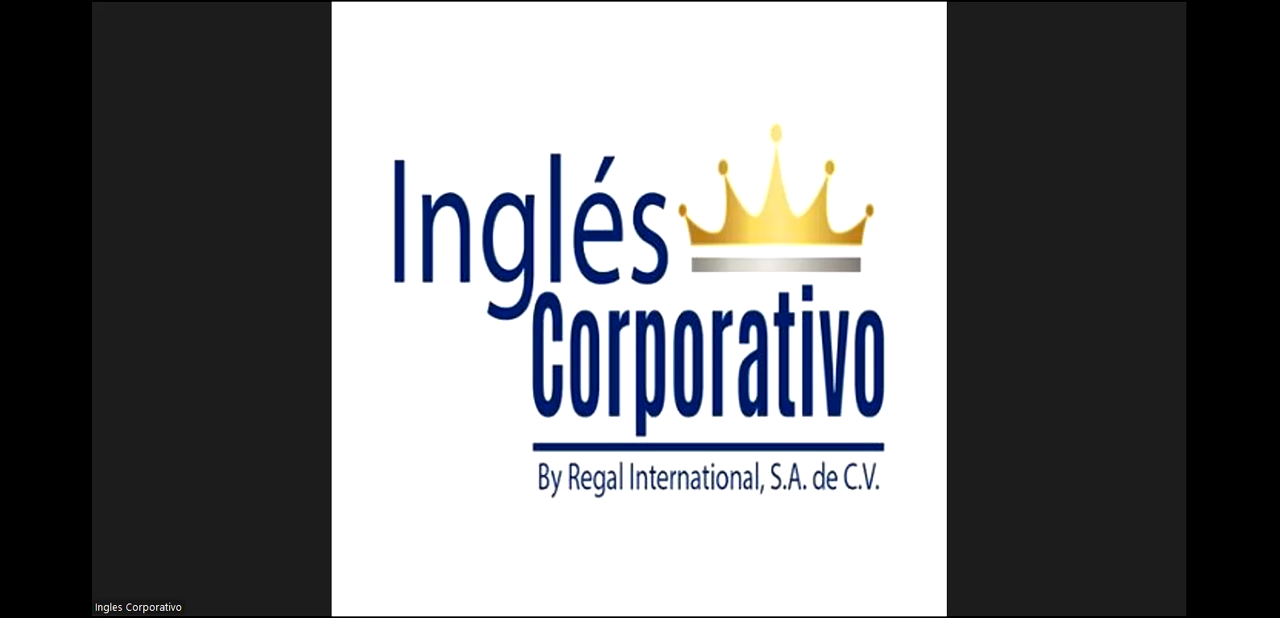 Inglés
Corporativo
By Regal International, S.A. de C.V.
Ingles Corporativo